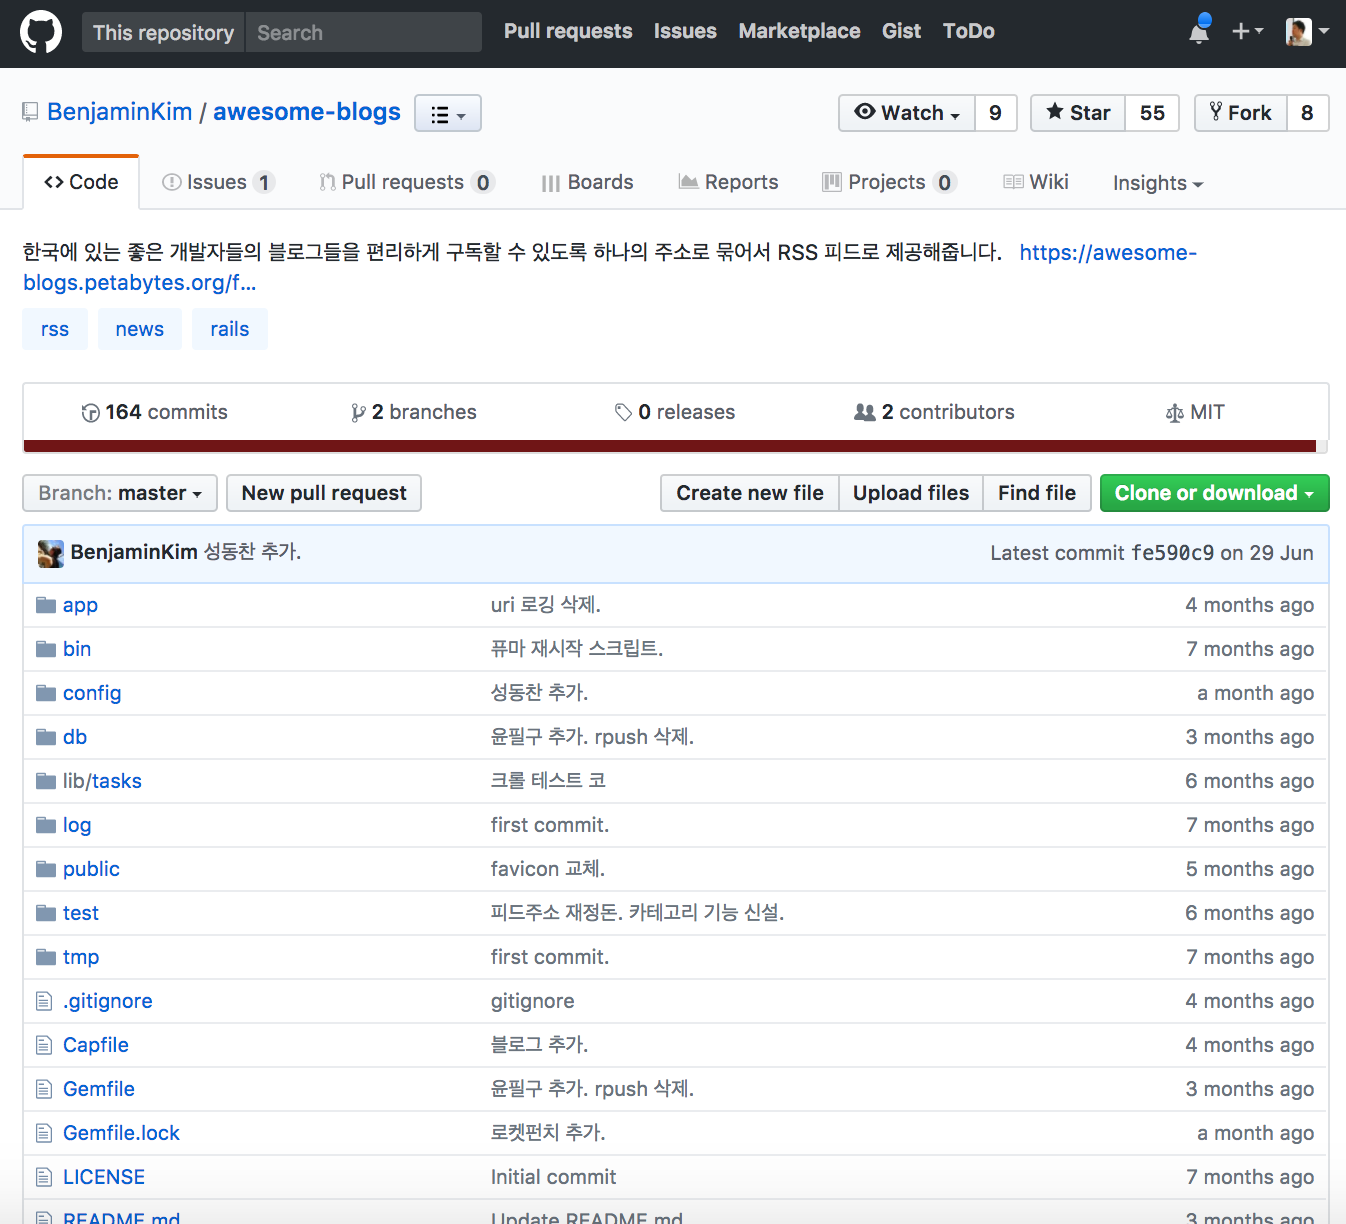 This repository Search Pull requests Issues Marketplace Gist ToDo
BenjaminKim / awesome-blogs Watch 9 Star 55 Fork 8
Code Issues 1 Pull requests 0 Boards Reports Projects 0 Wiki Insights
한국에 있는 좋은 개발자들의 블로그들을 편리하게 구독할 수 있도록 하나의 주소로 묶어서 RSS 피드로 제공해줍니다. https://awesome-
blogs.petabytes.org/f...
rss news rails
164 commits 2 branches 0 releases 2 contributors MIT
Branch: master New pull request Create new file Upload files Find file Clone or download
BenjaminKim 성동찬 추가. Latest commit fe590c9 on 29 Jun
app uri 로깅 삭제. 4 months ago
bin 퓨마 재시작 스크립트. 7 months ago
config 성동찬 추가. a month ago
db 윤필구 추가. rpush 삭제. 3 months ago
lib/tasks 크롤 테스트 코 6 months ago
log first commit. 7 months ago
public favicon 교체. 5 months ago
test 피드주소 재정돈. 카테고리 기능 신설. 6 months ago
tmp first commit. 7 months ago
.gitignore gitignore 4 months ago
Capfile 블로그 추가. 4 months ago
Gemfile 윤필구 추가. rpush 삭제. 3 months ago
Gemfile.lock 로켓펀치 추가. a month ago
LICENSE Initial commit 7 months ago
README.md Update README.md 3 months ago